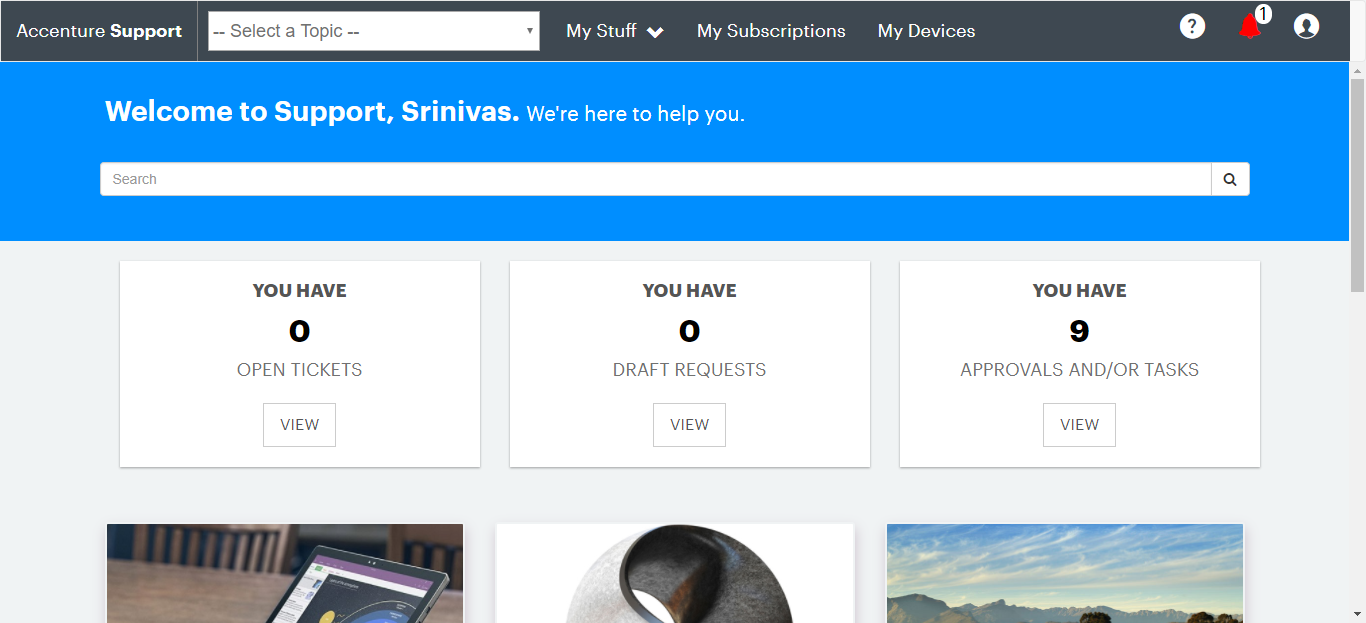 Accenture Support
-- Select a Topic --
My Stuff
My Subscriptions
My Devices
?
1
Welcome to Support, Srinivas. We're here to help you.
Search
YOU HAVE
0
OPEN TICKETS
VIEW
YOU HAVE
0
DRAFT REQUESTS
VIEW
YOU HAVE
9
APPROVALS AND/OR TASKS
VIEW